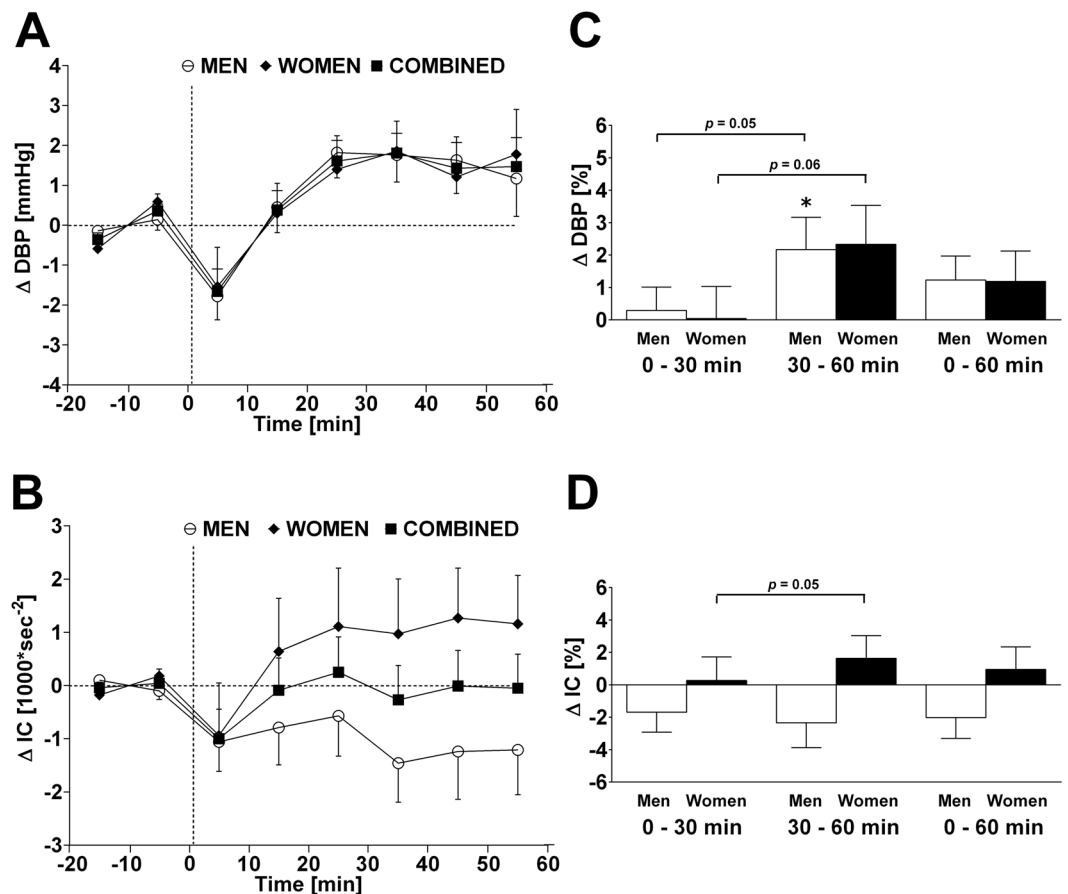 A
MEN WOMEN COMBINED
Δ DBP [mmHg]
4
3
2
1
0
-1
-2
-3
-4
-20 -10 0 10 20 30 40 50 60
Time [min]
C
Δ DBP [%]
6
5
4
3
2
1
0
p = 0.05
p = 0.06
*
Men Women Men Women Men Women
0 - 30 min 30 - 60 min 0 - 60 min
B
MEN WOMEN COMBINED
Δ IC [1000*sec-2]
3
2
1
0
-1
-2
-3
-20 -10 0 10 20 30 40 50 60
Time [min]
D
Δ IC [%]
6
4
2
0
-2
-4
-6
p = 0.05
Men Women Men Women Men Women
0 - 30 min 30 - 60 min 0 - 60 min